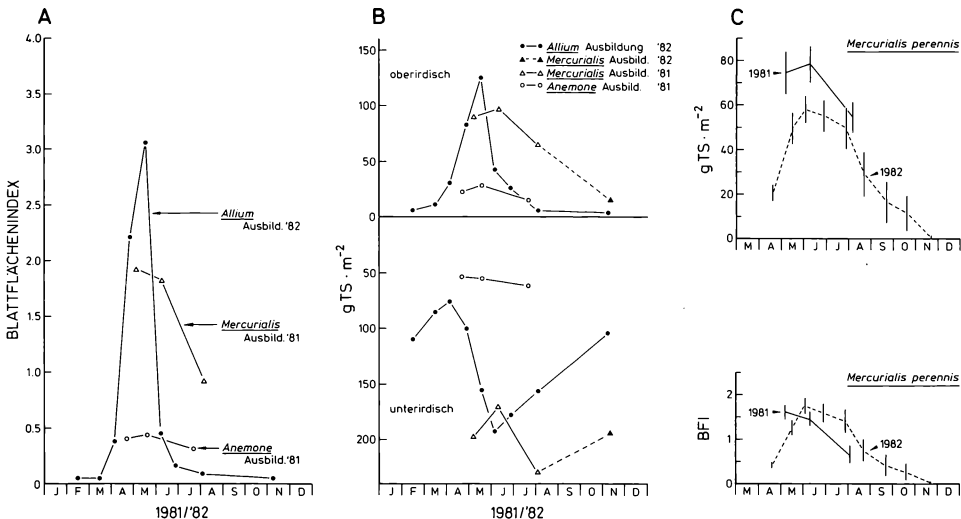 A
BLATTFLÄCHENINDEX
4.0
3.5
3.0
2.5
2.0
1.5
1.0
0.5
0
Allium
Ausbild.'82
Mercurialis
Ausbild.'81
Anemone
Ausbild.'81
J F M A M J J A S O N D
1981/'82
B
gTS·m⁻²
150
100
50
0
50
100
150
200
oberirdisch
unterirdisch
Allium Ausbildung '82
Mercurialis Ausbild. '82
Mercurialis Ausbild. '81
Anemone Ausbild. '81
J F M A M J J A S O N D
1981/'82
C
Mercurialis perennis
gTS·m⁻²
80
60
40
20
0
1981
1982
M A M J J A S O N D
Mercurialis perennis
BFI
2
1
0
1981
1982
M A M J J A S O N D